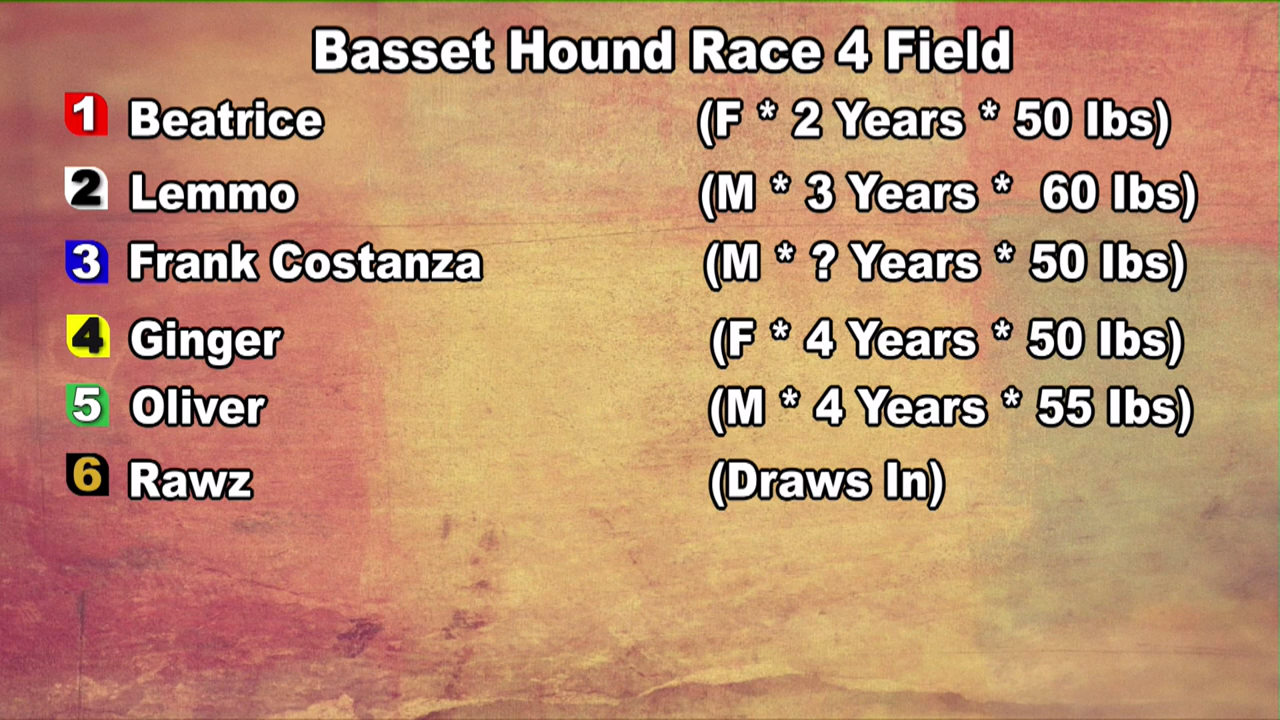 Basset Hound Race 4 Field
1 Beatrice (F * 2 Years * 50 lbs)
2 Lemmo (M * 3 Years * 60 lbs)
3 Frank Costanza (M * ? Years * 50 lbs)
4 Ginger (F * 4 Years * 50 lbs)
5 Oliver (M * 4 Years * 55 lbs)
6 Rawz (Draws In)